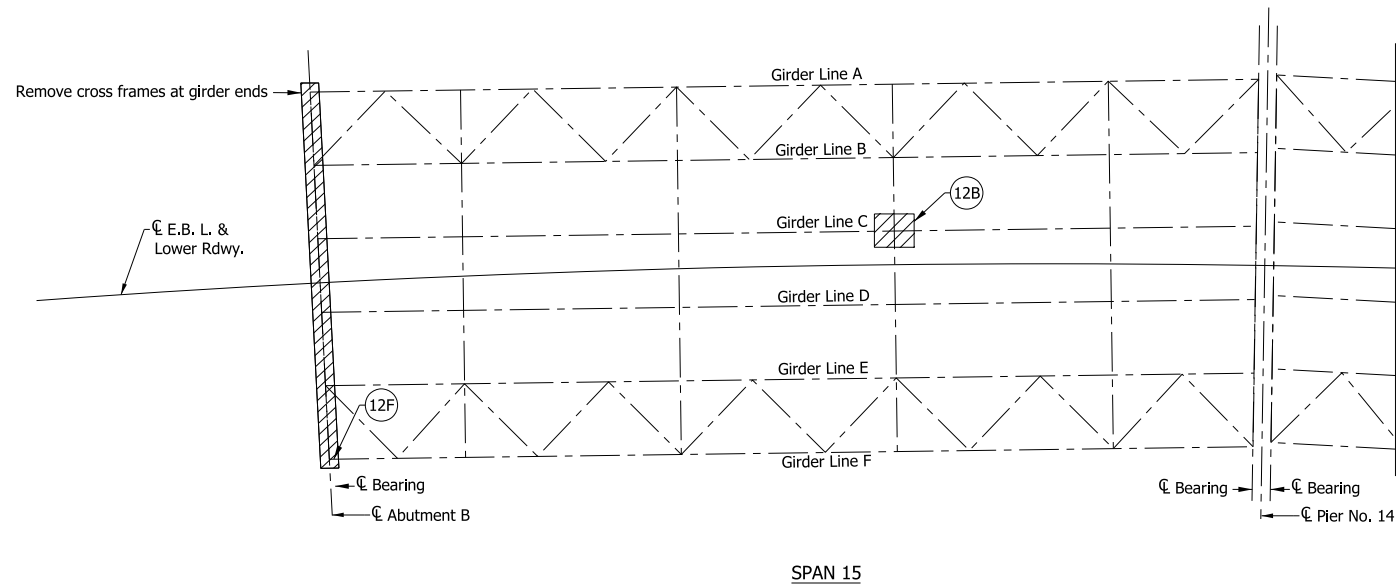 Girder Line A
Remove cross frames at girder ends
Girder Line B
12B
Girder Line C
℄ E.B. L. &
Lower Rdwy.
Girder Line D
Girder Line E
12F
Girder Line F
℄ Bearing
℄ Bearing
℄ Bearing
℄ Abutment B
℄ Pier No. 14
SPAN 15